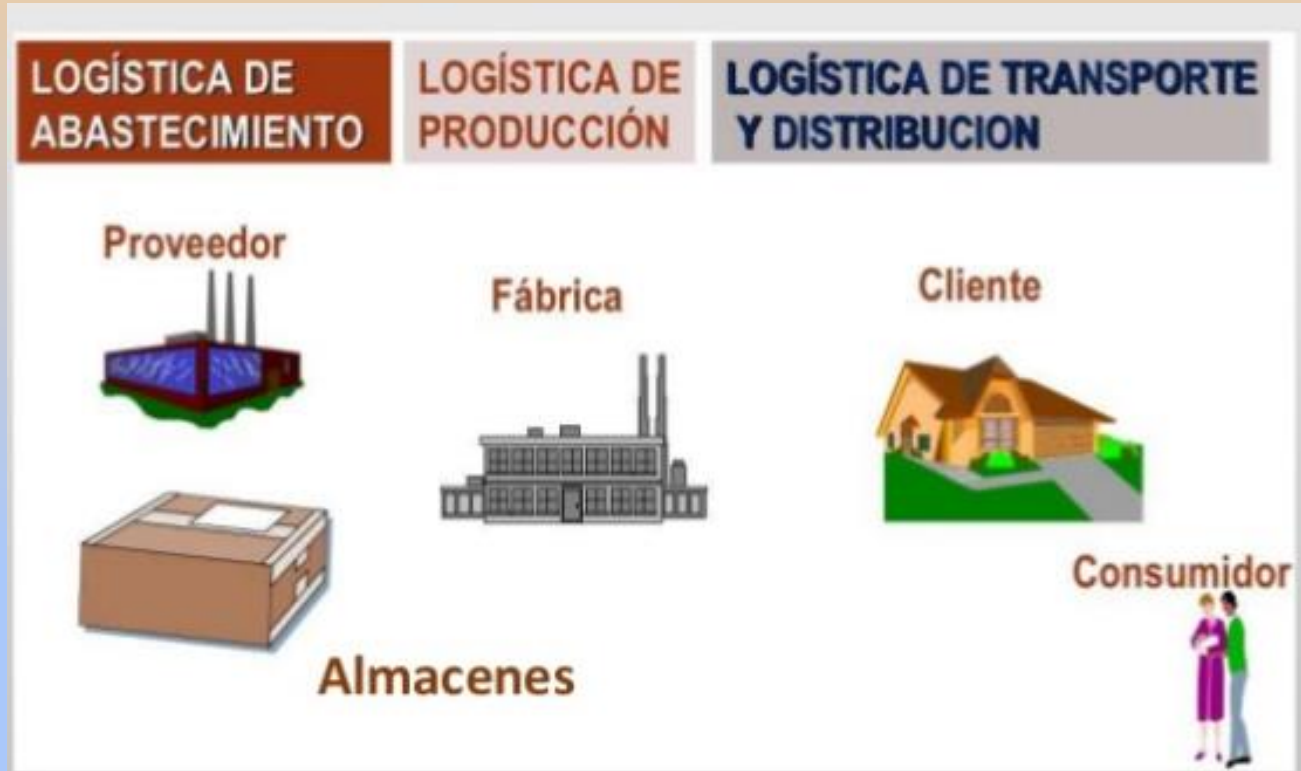 LOGÍSTICA DE
ABASTECIMIENTO
LOGÍSTICA DE
PRODUCCIÓN
LOGÍSTICA DE TRANSPORTE
Y DISTRIBUCION
Proveedor
Fábrica
Cliente
Consumidor
Almacenes